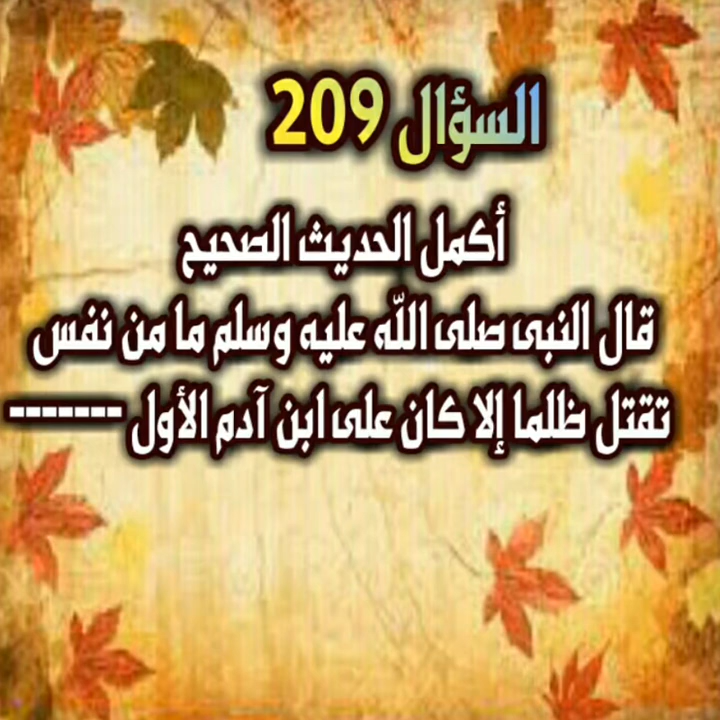 السؤال 209
أكمل الحديث الصحيح
قال النبى صلى الله عليه وسلم ما من نفس
تقتل ظلما إلا كان على ابن آدم الأول -------